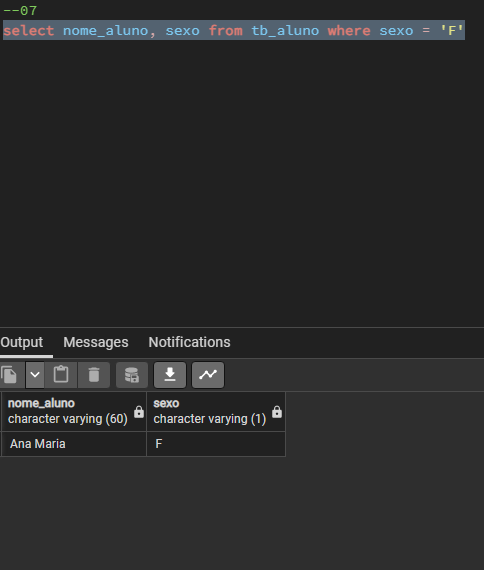 --07
select nome_aluno, sexo from tb_aluno where sexo = 'F'
Output Messages Notifications
nome_aluno sexo
character varying (60) character varying (1)
Ana Maria F